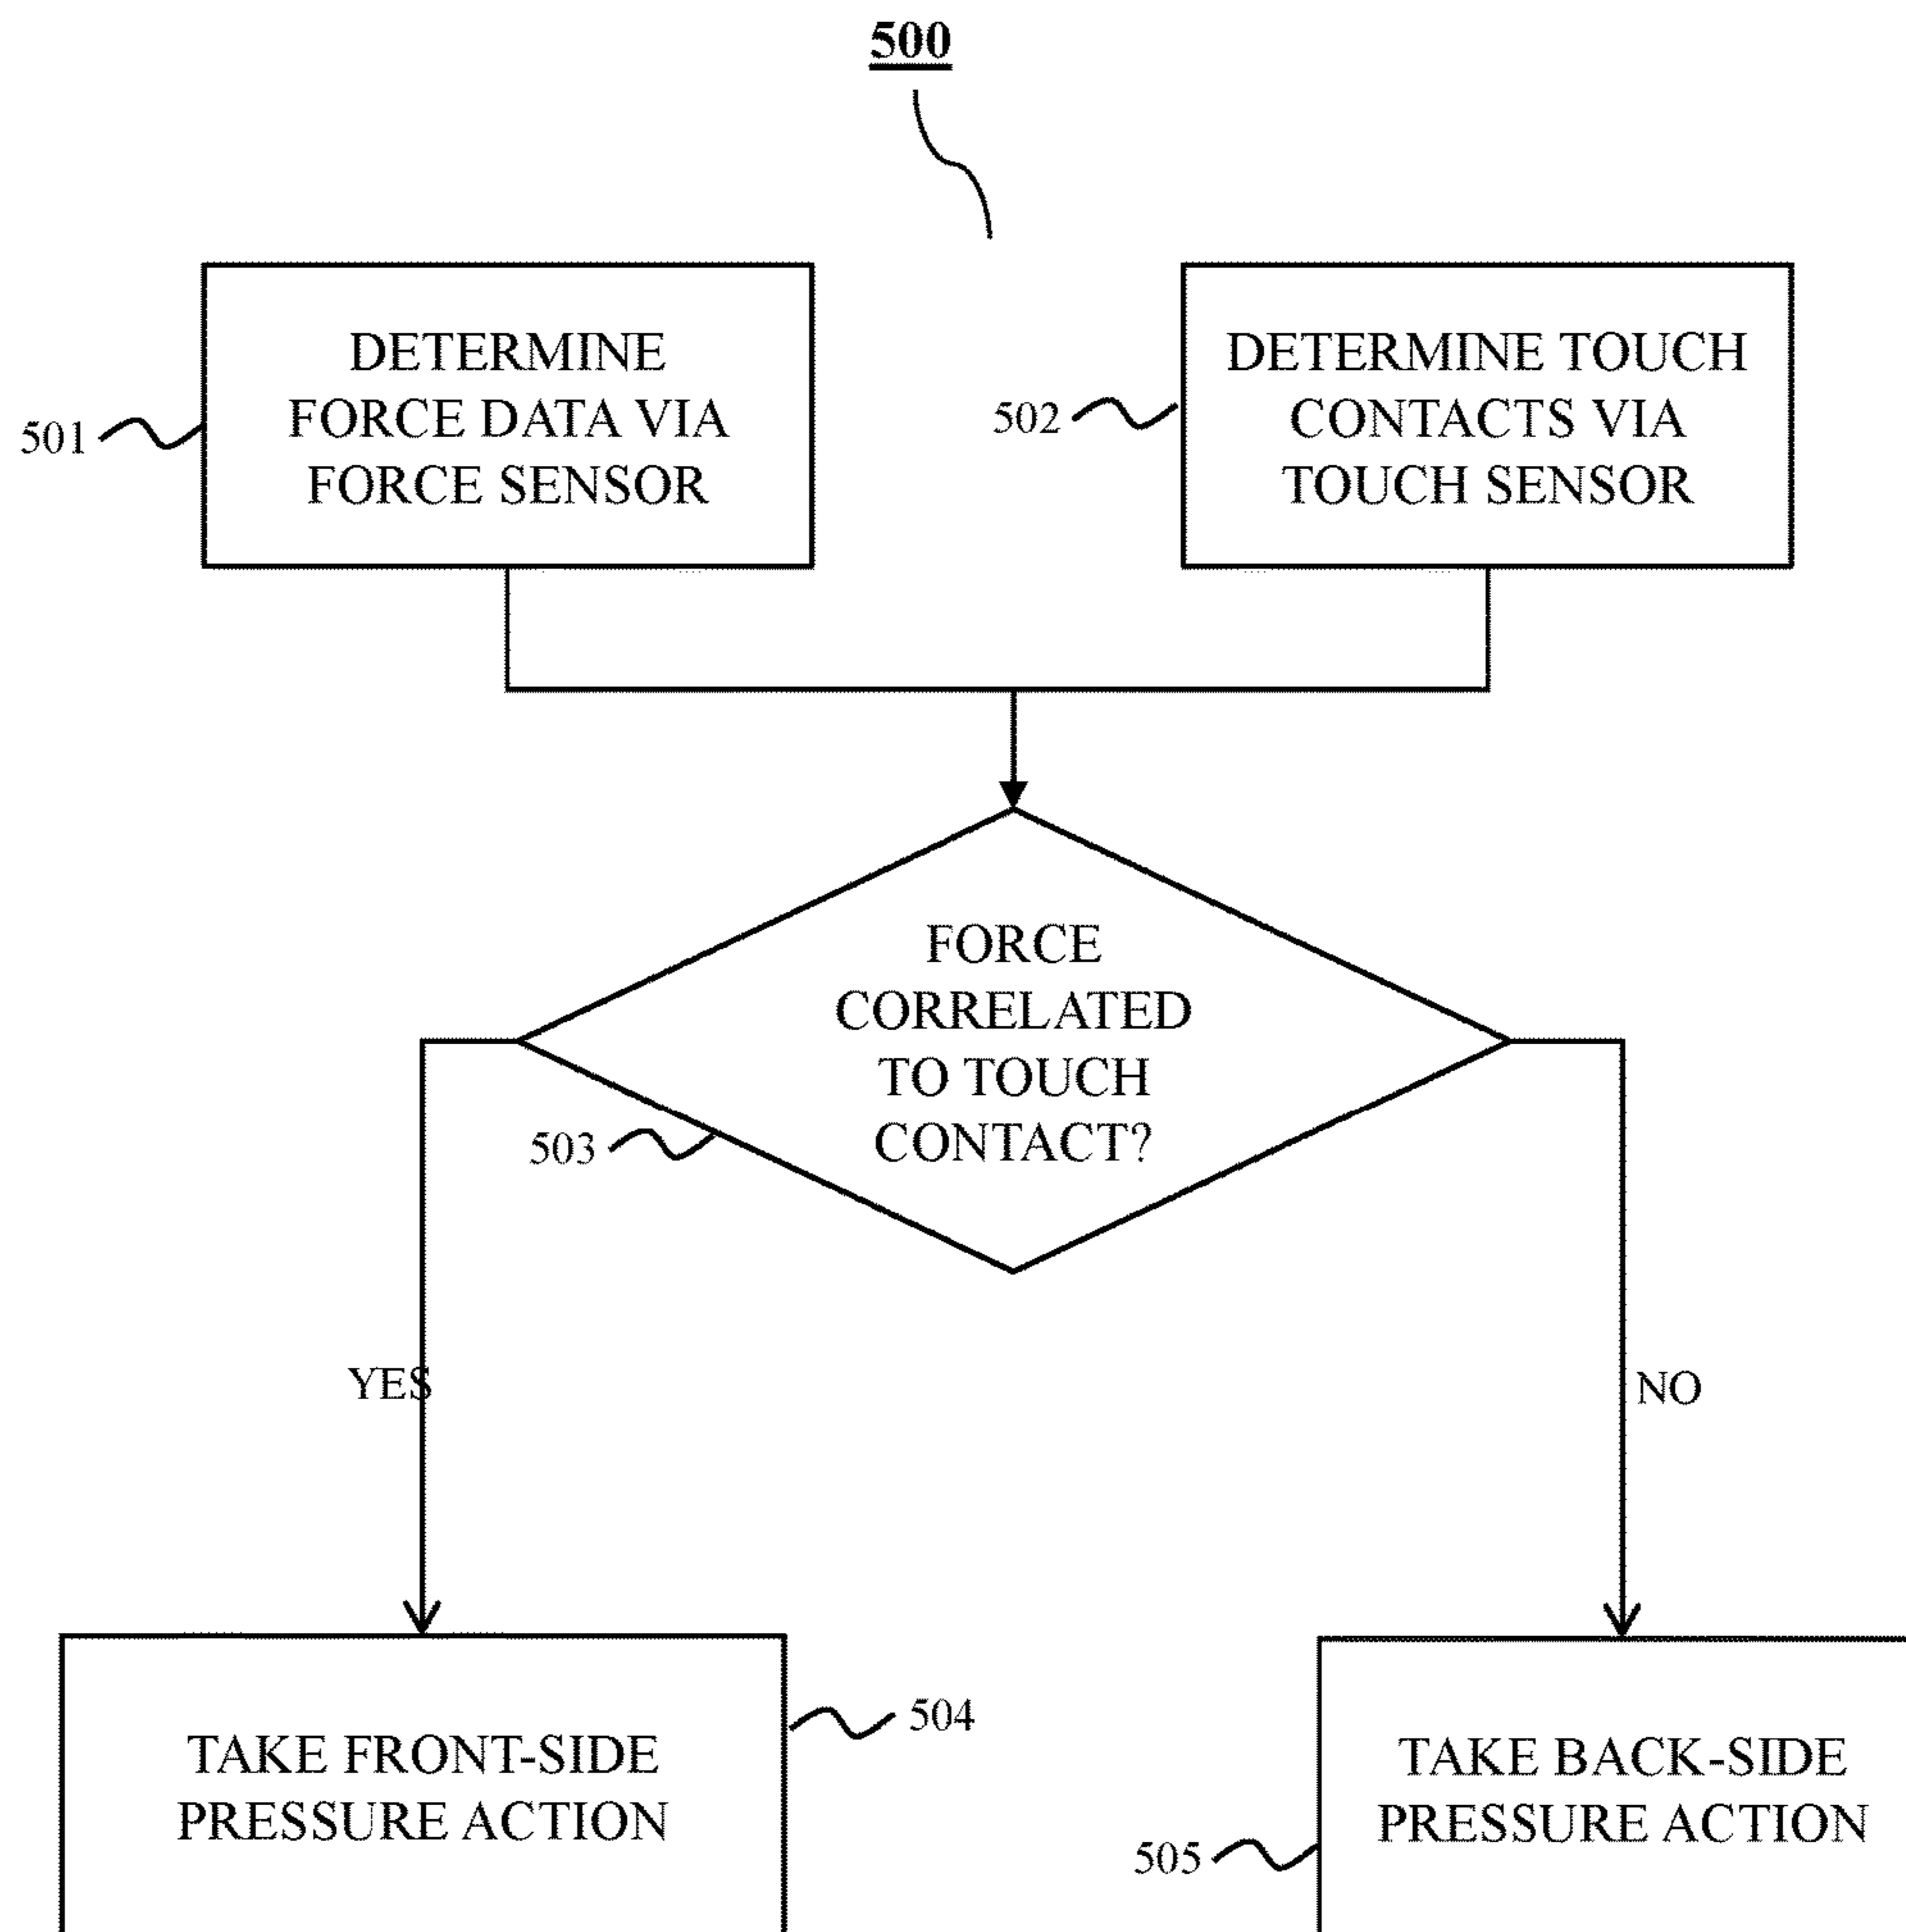 500
DETERMINE
FORCE DATA VIA
FORCE SENSOR
501
DETERMINE TOUCH
CONTACTS VIA
TOUCH SENSOR
502
FORCE
CORRELATED
TO TOUCH
CONTACT?
503
YES
NO
TAKE FRONT-SIDE
PRESSURE ACTION
504
TAKE BACK-SIDE
PRESSURE ACTION
505